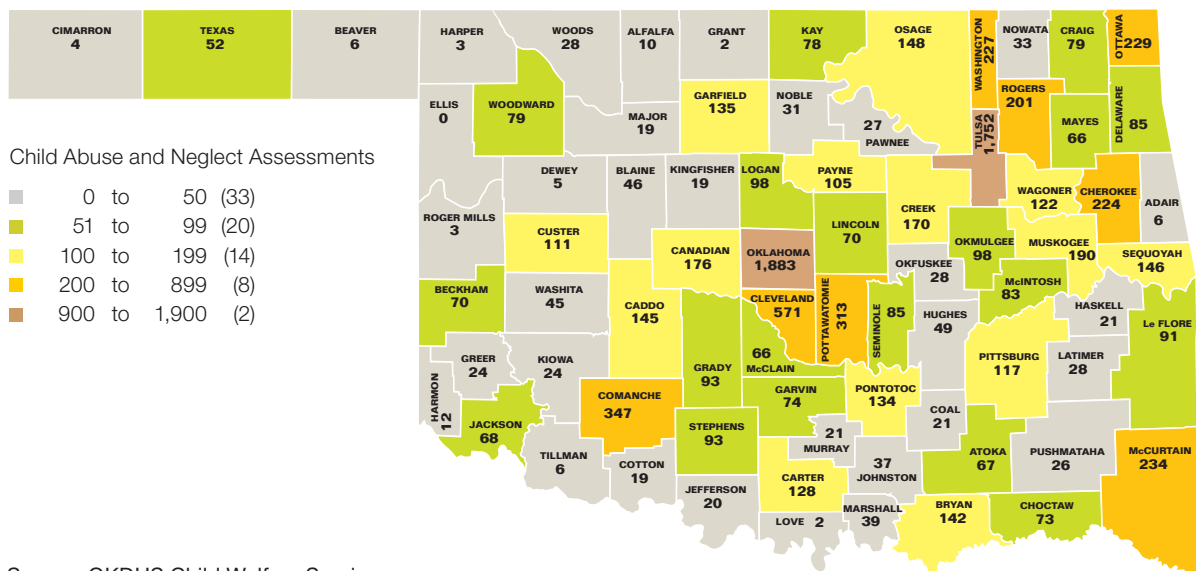 CIMARRON
4
TEXAS
52
BEAVER
6
HARPER
3
WOODS
28
ALFALFA
10
GRANT
2
KAY
78
OSAGE
148
WASHINGTON
227
NOWATA
33
CRAIG
79
OTTAWA
229
ELLIS
0
WOODWARD
79
MAJOR
19
GARFIELD
135
NOBLE
31
27
PAWNEE
TULSA
1,752
ROGERS
201
MAYES
66
DELAWARE
85
Child Abuse and Neglect Assessments
0 to 50 (33)
51 to 99 (20)
100 to 199 (14)
200 to 899 (8)
900 to 1,900 (2)
ROGER MILLS
3
DEWEY
5
BLAINE
46
KINGFISHER
19
LOGAN
98
PAYNE
105
CREEK
170
WAGONER
122
CHEROKEE
224
ADAIR
6
CUSTER
111
CANADIAN
176
OKLAHOMA
1,883
LINCOLN
70
OKFUSKEE
28
OKMULGEE
98
MUSKOGEE
190
SEQUOYAH
146
BECKHAM
70
WASHITA
45
CADDO
145
CLEVELAND
571
POTTAWATOMIE
313
SEMINOLE
85
HUGHES
49
McINTOSH
83
HASKELL
21
Le FLORE
91
GREER
24
KIOWA
24
GRADY
93
66
McCLAIN
PITTSBURG
117
LATIMER
28
HARMON
12
JACKSON
68
COMANCHE
347
GARVIN
74
PONTOTOC
134
COAL
21
STEPHENS
93
21
MURRAY
ATOKA
67
PUSHMATAHA
26
McCURTAIN
234
TILLMAN
6
COTTON
19
JEFFERSON
20
CARTER
128
37
JOHNSTON
LOVE 2
MARSHALL
39
BRYAN
142
CHOCTAW
73